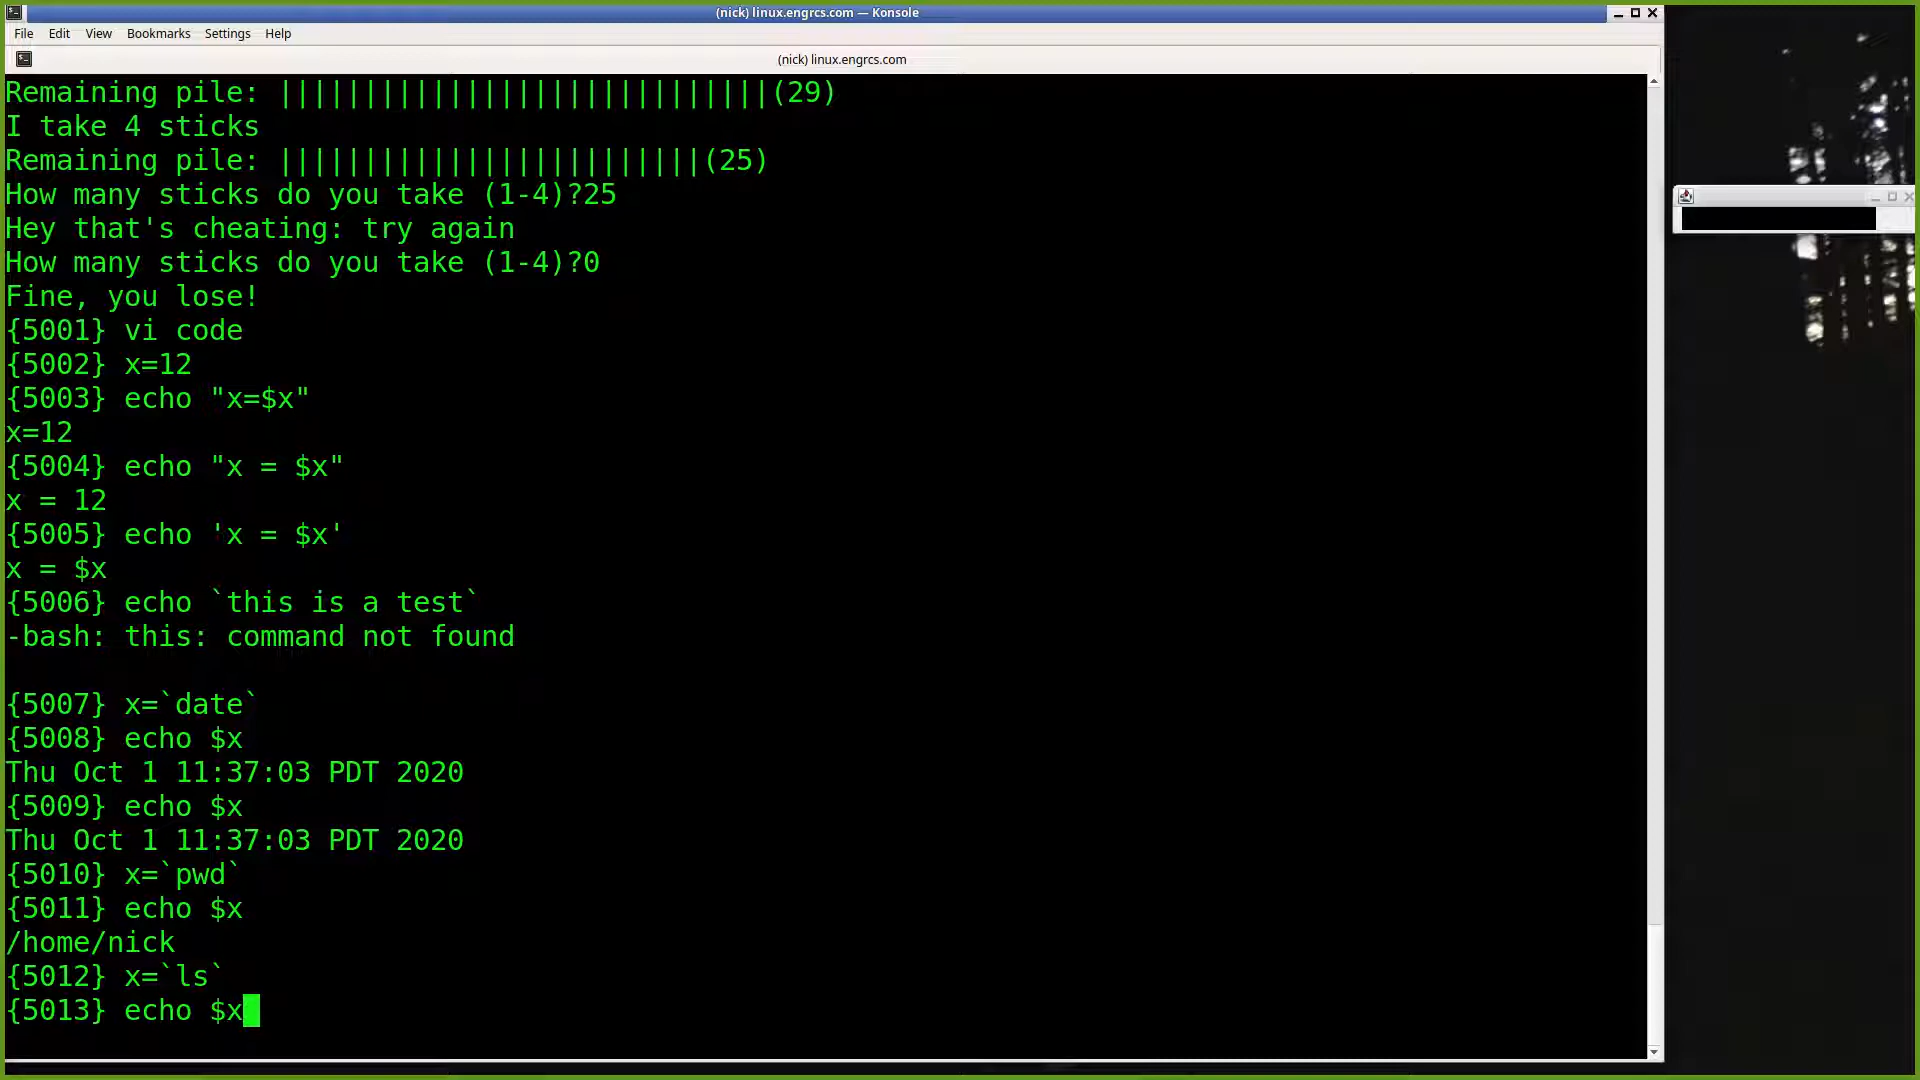 (nick) linux.engrcs.com — Konsole
File Edit View Bookmarks Settings Help
(nick) linux.engrcs.com
Remaining pile: |||||||||||||||||||||||||||||(29)
I take 4 sticks
Remaining pile: |||||||||||||||||||||||||(25)
How many sticks do you take (1-4)?25
Hey that's cheating: try again
How many sticks do you take (1-4)?0
Fine, you lose!
{5001} vi code
{5002} x=12
{5003} echo "x=$x"
x=12
{5004} echo "x = $x"
x = 12
{5005} echo 'x = $x'
x = $x
{5006} echo `this is a test`
-bash: this: command not found
{5007} x=`date`
{5008} echo $x
Thu Oct 1 11:37:03 PDT 2020
{5009} echo $x
Thu Oct 1 11:37:03 PDT 2020
{5010} x=`pwd`
{5011} echo $x
/home/nick
{5012} x=`ls`
{5013} echo $x